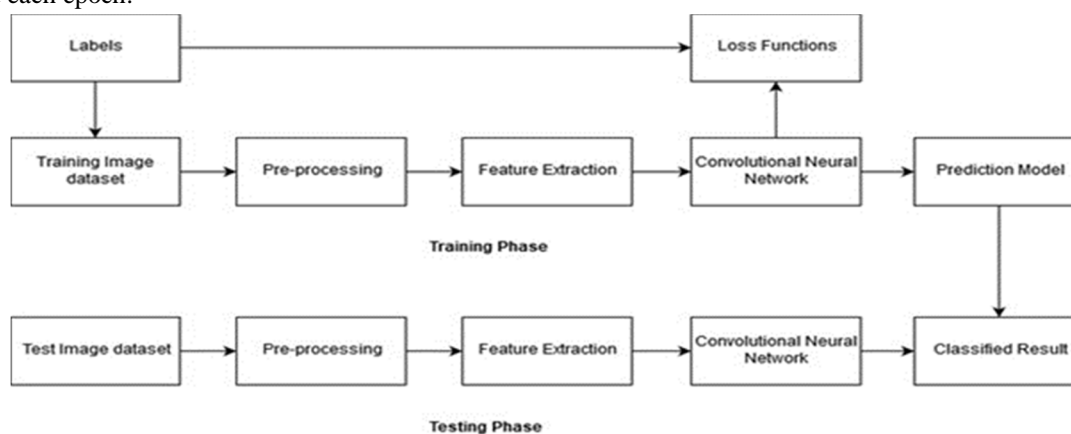 each epoch.
Labels
Loss Functions
Training Image
dataset
Pre-processing
Feature Extraction
Convolutional Neural
Network
Prediction Model
Training Phase
Test Image dataset
Pre-processing
Feature Extraction
Convolutional Neural
Network
Classified Result
Testing Phase